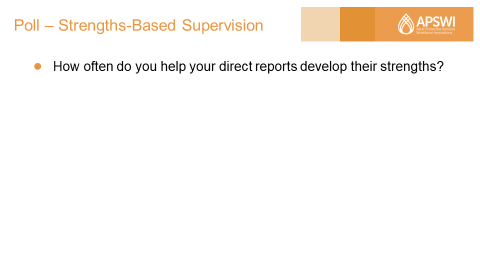 Poll – Strengths-Based Supervision
APSWI
How often do you help your direct reports develop their strengths?